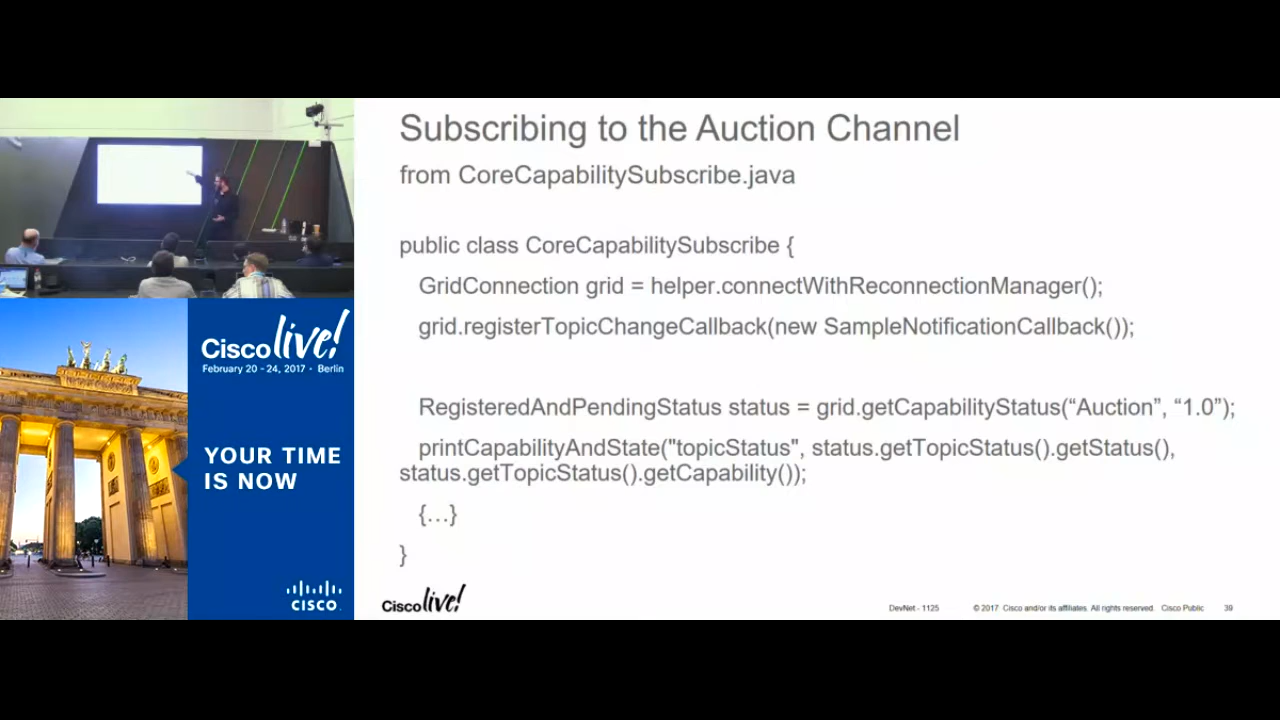 Subscribing to the Auction Channel
from CoreCapabilitySubscribe.java
public class CoreCapabilitySubscribe {
GridConnection grid = helper.connectWithReconnectionManager();
grid.registerTopicChangeCallback(new SampleNotificationCallback());
RegisteredAndPendingStatus status = grid.getCapabilityStatus(“Auction”, “1.0”);
printCapabilityAndState("topicStatus", status.getTopicStatus().getStatus(),
status.getTopicStatus().getCapability());
{…}
}
Cisco live!
DevNet - 1125 © 2017 Cisco and/or its affiliates. All rights reserved. Cisco Public 39
Cisco live!
February 20 - 24, 2017 • Berlin
YOUR TIME
IS NOW
CISCO.